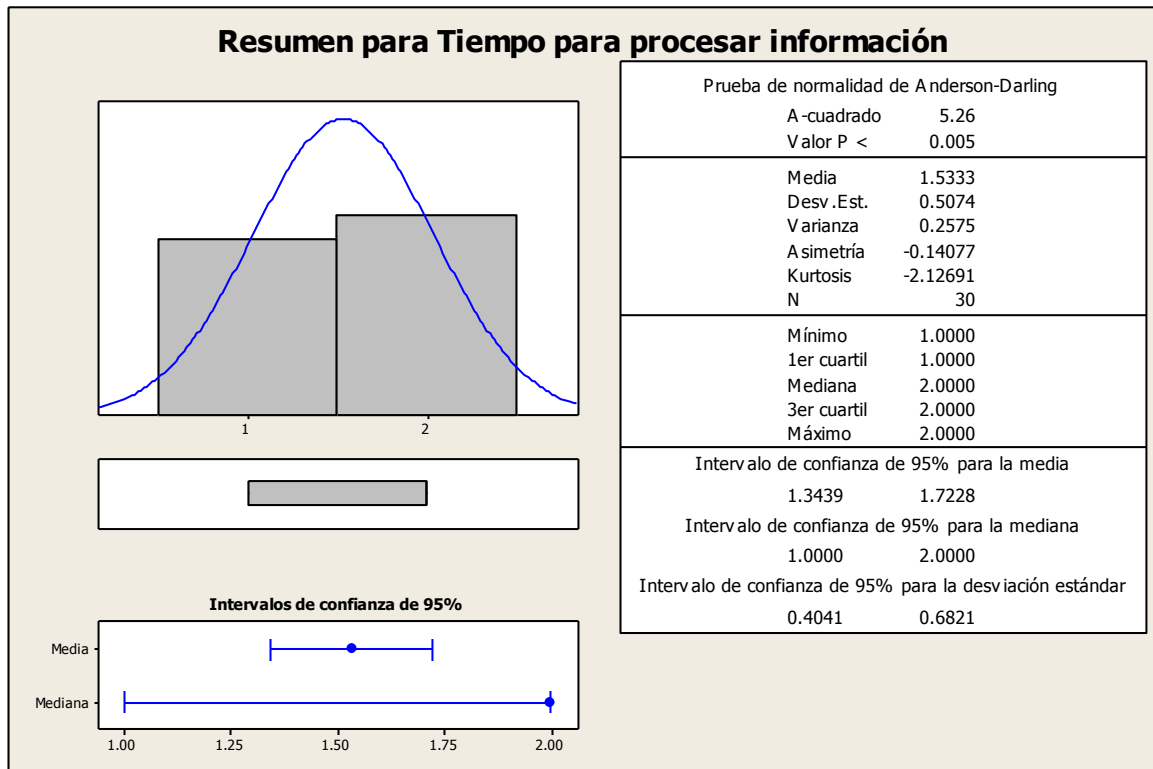 Resumen para Tiempo para procesar información
1
2
Intervalos de confianza de 95%
Media
Mediana
1.00 1.25 1.50 1.75 2.00
Prueba de normalidad de Anderson-Darling
A-cuadrado 5.26
Valor P < 0.005
Media 1.5333
Desv.Est. 0.5074
Varianza 0.2575
Asimetría -0.14077
Kurtosis -2.12691
N 30
Mínimo 1.0000
1er cuartil 1.0000
Mediana 2.0000
3er cuartil 2.0000
Máximo 2.0000
Intervalo de confianza de 95% para la media
1.3439 1.7228
Intervalo de confianza de 95% para la mediana
1.0000 2.0000
Intervalo de confianza de 95% para la desviación estándar
0.4041 0.6821